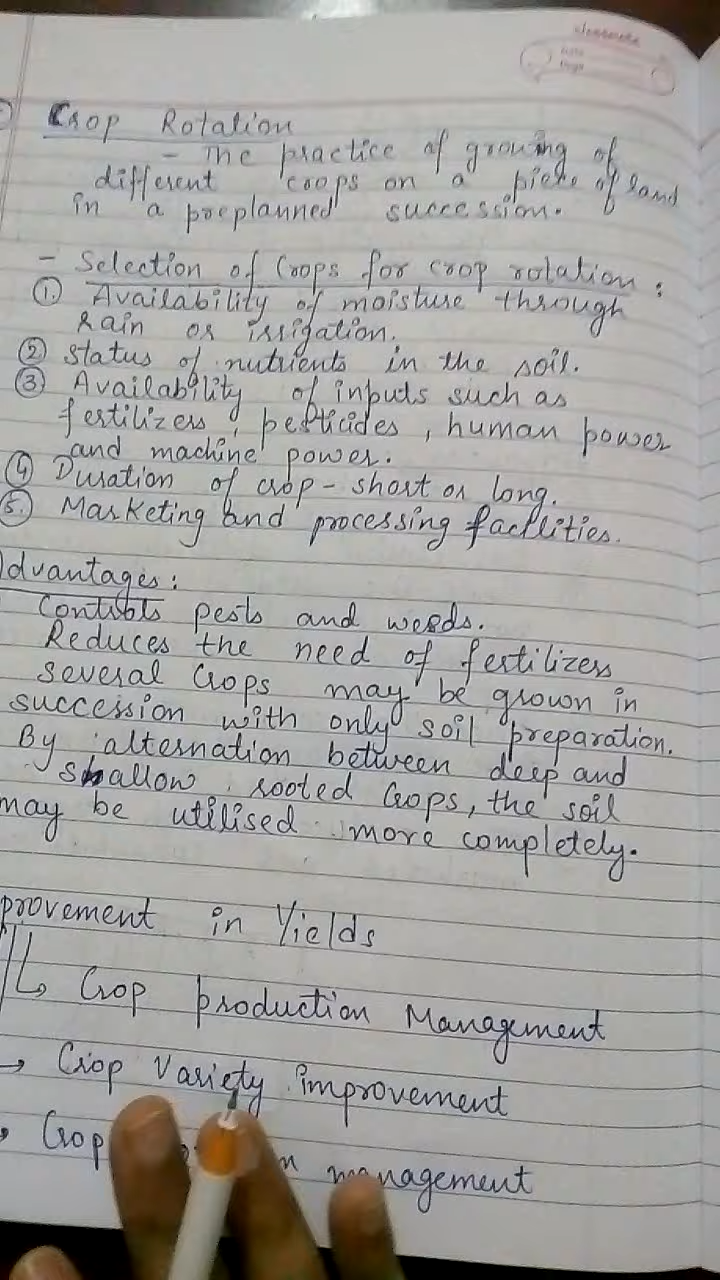 classmate
Date
Page
Crop Rotation
- The practice of growing of
different crops on a piece of land
in a preplanned succession.
- Selection of Crops for crop rotation :
① Availability of moisture through
Rain or irrigation.
② Status of nutrients in the soil.
③ Availability of inputs such as
fertilizers, pesticides, human power
and machine power.
④ Duration of crop - short or long.
⑤. Marketing and processing facilities.
dvantages :
Controls pests and weeds.
Reduces the need of fertilizers
several Crops may be grown in
succession with only soil preparation.
By alternation between deep and
shallow rooted Crops, the soil
may be utilised more completely.
provement in Yields
↳ Crop production Management
→ Crop Variety improvement
Crop n management